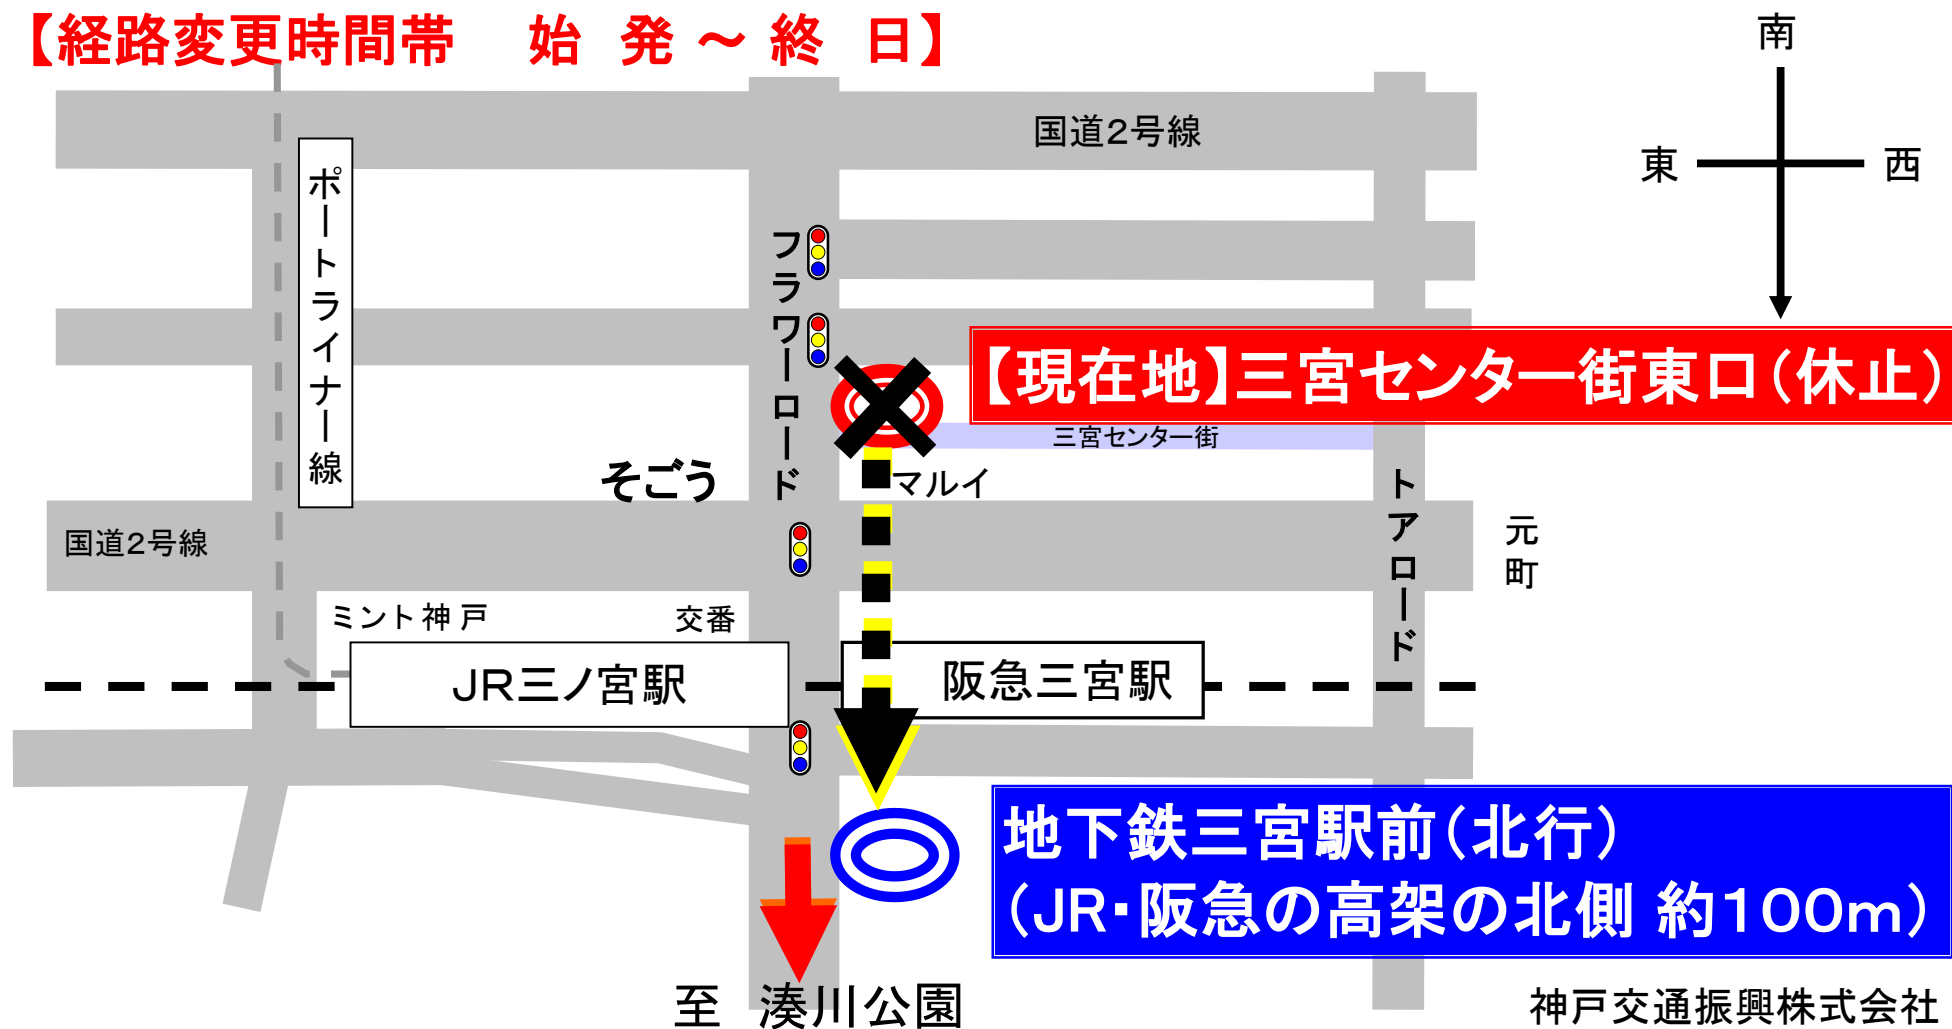 【経路変更時間帯　始　発～終　日】
南
東
西
国道２号線
ポートライナー線
フラワーロード
【現在地】三宮センター街東口（休止）
三宮センター街
そごう
マルイ
トアロード
元町
国道２号線
ミント神戸
交番
ＪＲ三ノ宮駅
阪急三宮駅
地下鉄三宮駅前（北行）
（ＪＲ・阪急の高架の北側 約１００ｍ）
至　湊川公園
神戸交通振興株式会社